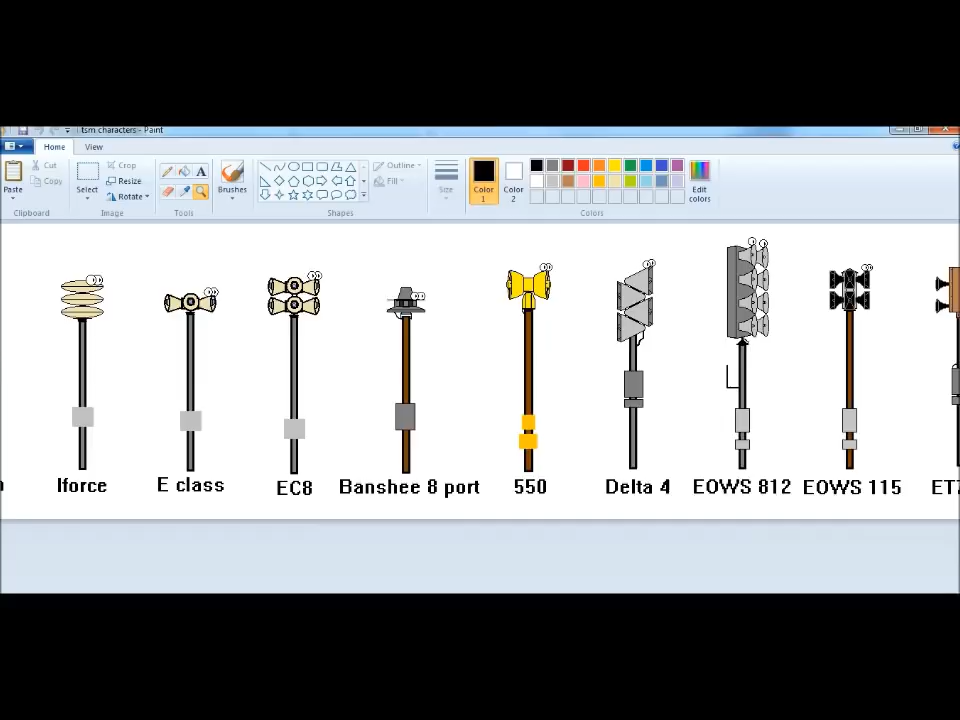 tsm characters - Paint
Home View
Cut
Copy
Paste
Clipboard
Crop
Resize
Rotate
Select
Image
A
Tools
Brushes
Outline
Fill
Shapes
Size
Color 1
Color 2
Edit colors
Colors
Iforce E class EC8 Banshee 8 port 550 Delta 4 EOWS 812 EOWS 115